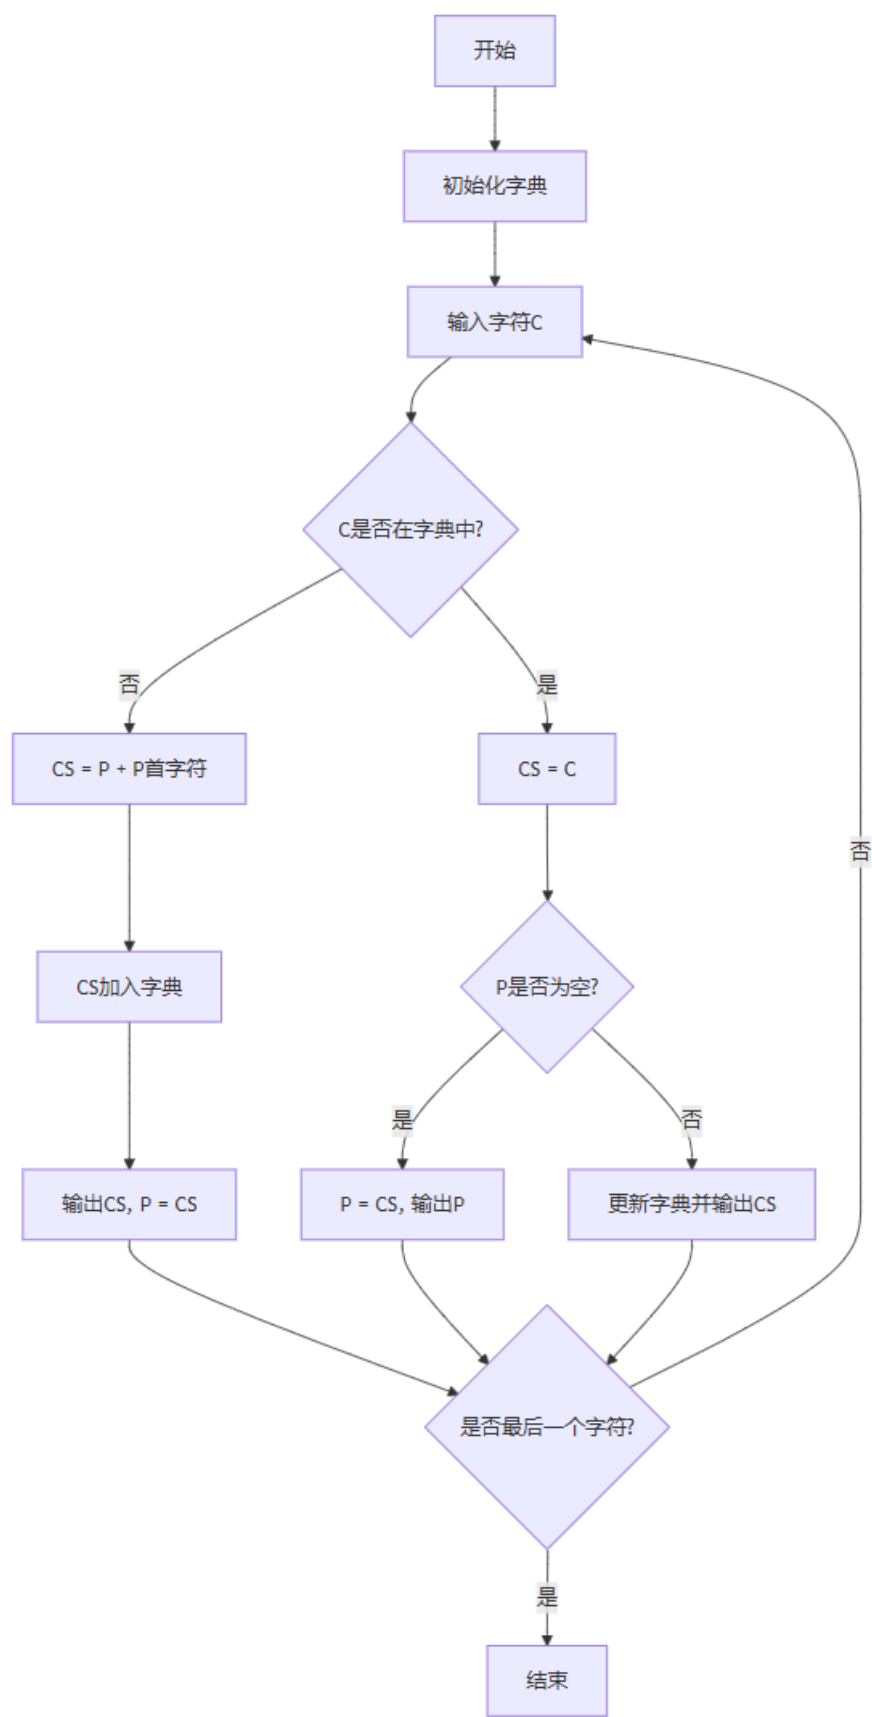 开始
初始化字典
输入字符C
C是否在字典中?
否
是
CS = P + P首字符
CS = C
否
CS加入字典
P是否为空?
是
否
输出CS, P = CS
P = CS, 输出P
更新字典并输出CS
是否最后一个字符?
是
结束